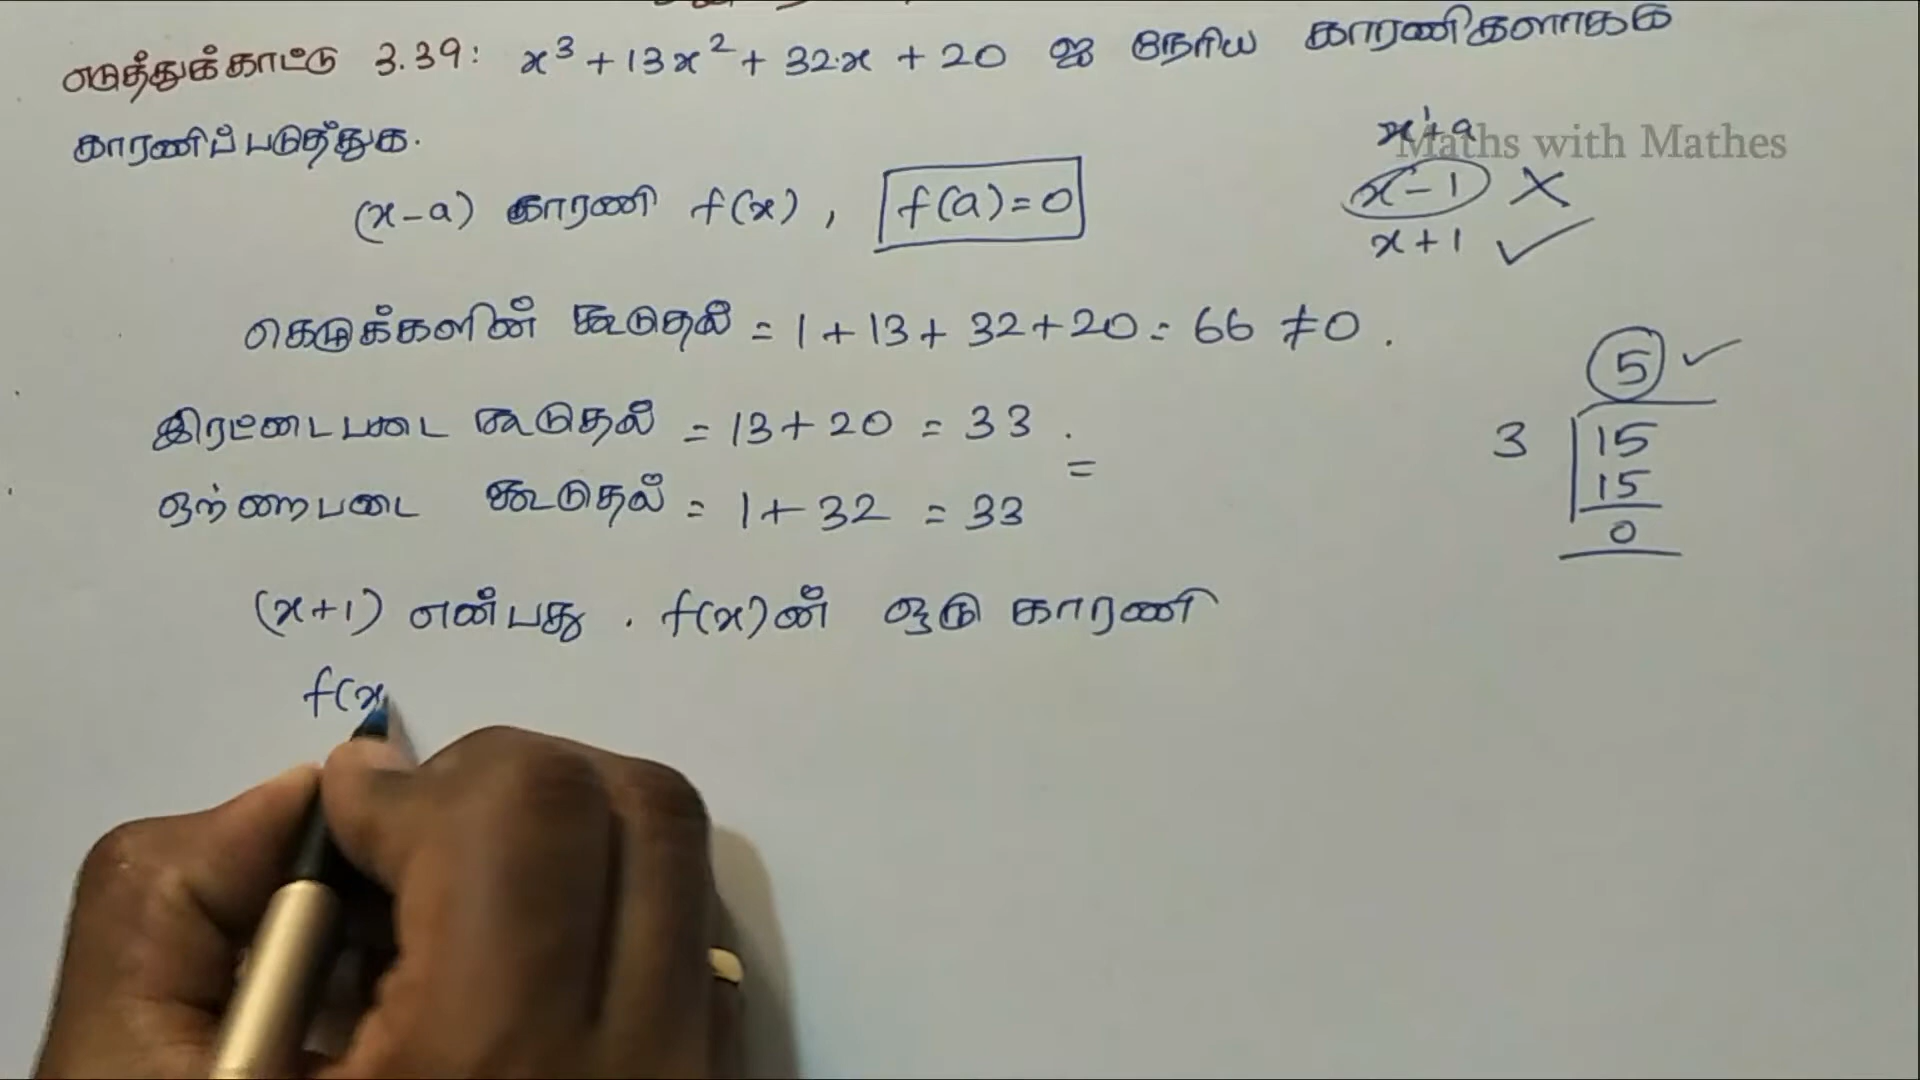 எடுத்துக்காட்டு 3.39: x³ + 13x² + 32x + 20 ஐ நேரிய காரணிகளாகக்
காரணிப்படுத்துக.
x+a
Maths with Mathes
x-1 ✗
x+1 ✓
(x-a) காரணி f(x), f(a)=0
கெழுக்களின் கூடுதல் = 1+13+32+20 = 66 ≠0.
இரட்டைபடை கூடுதல் = 13+20 = 33.
=
ஒற்றைபடை கூடுதல் = 1+32 = 33
5 ✓
3 15
15
0
(x+1) என்பது . f(x)ன் ஒரு காரணி
f(x